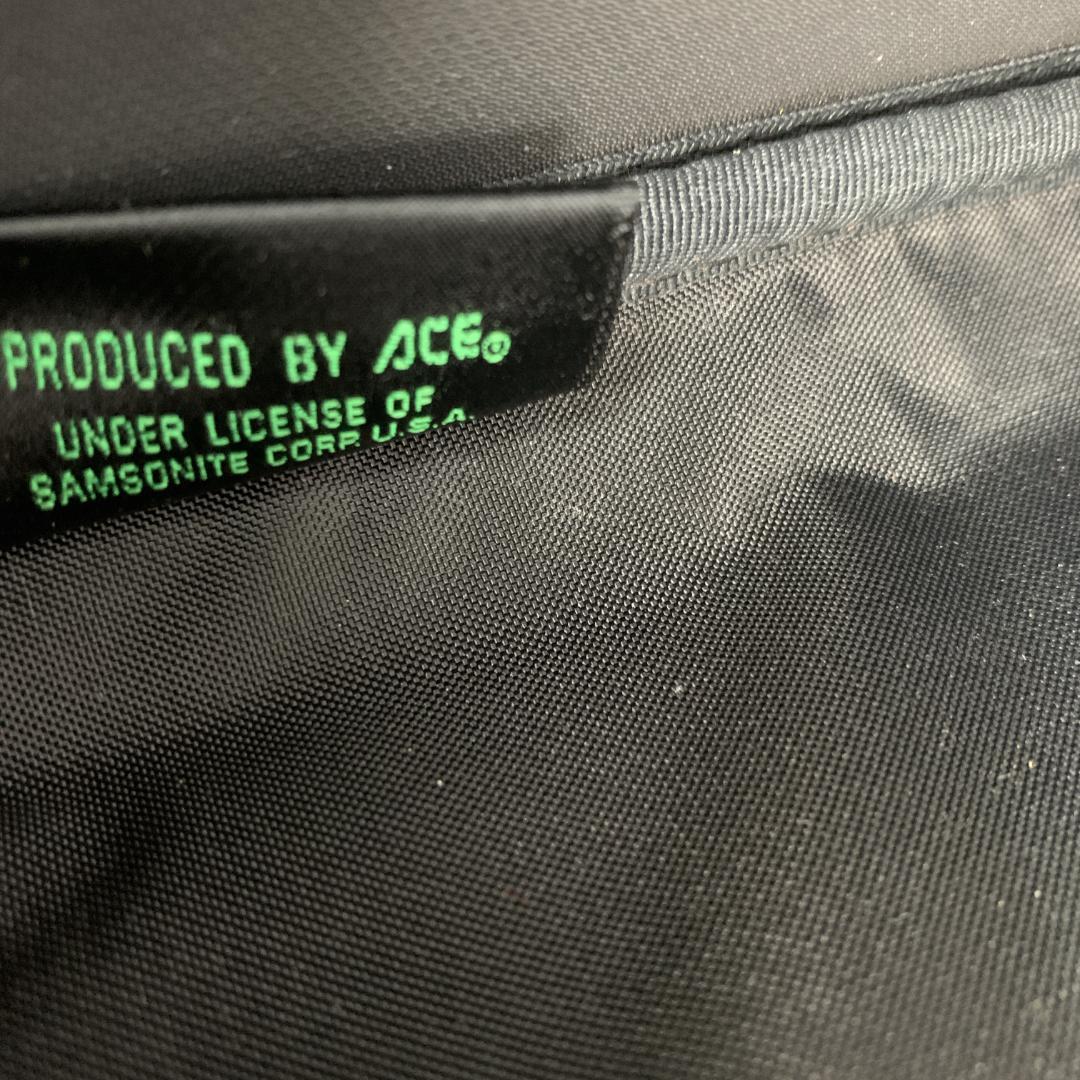 PRODUCED BY ACE®
UNDER LICENSE OF
SAMSONITE CORP. U.S.A.